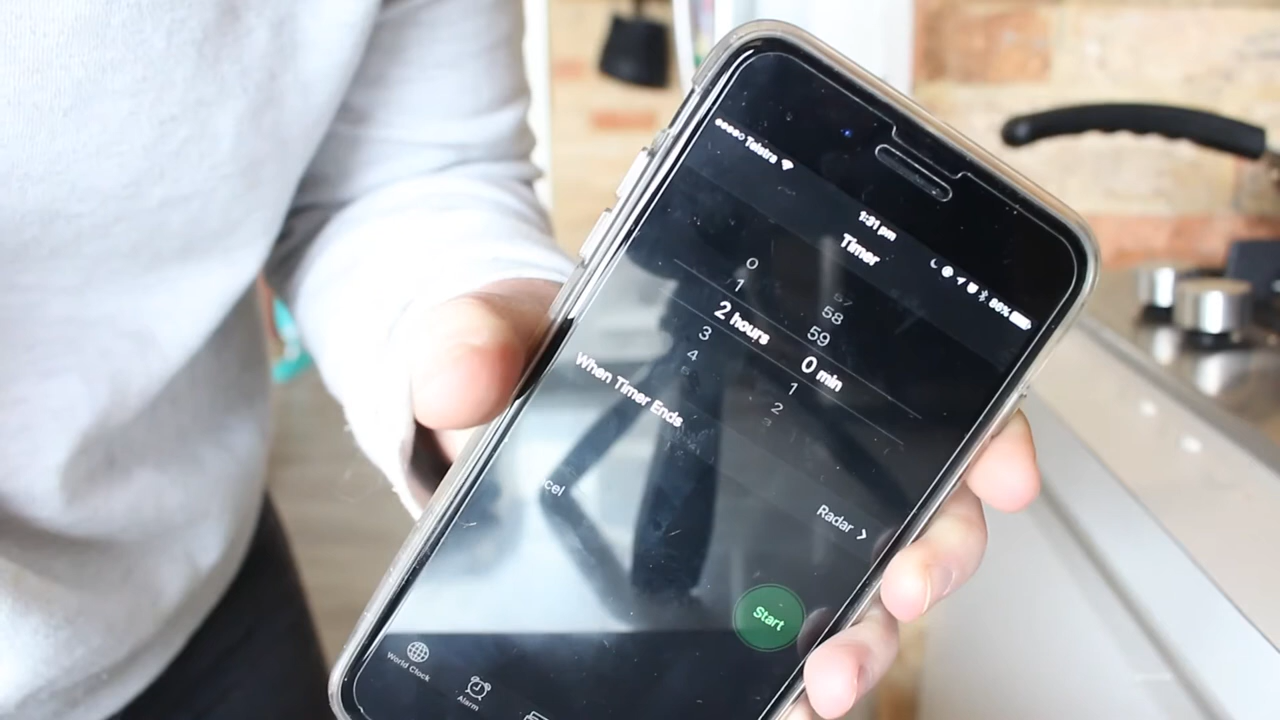 Telstra
1:31 pm
86%
Timer
0
1
2 hours
3
4
57
58
59
0 min
1
2
When Timer Ends
Radar >
cel
Start
World Clock
Alarm